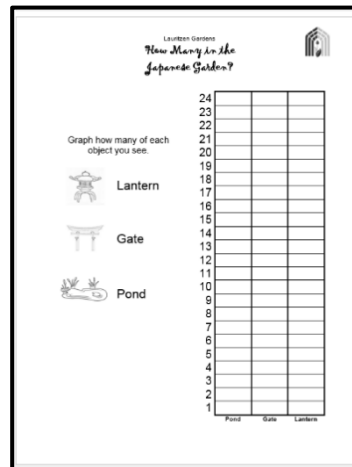 Lauritzen Gardens
How Many in the
Japanese Garden?
Graph how many of each
object you see.
Lantern
Gate
Pond
24
23
22
21
20
19
18
17
16
15
14
13
12
11
10
9
8
7
6
5
4
3
2
1
Pond Gate Lantern